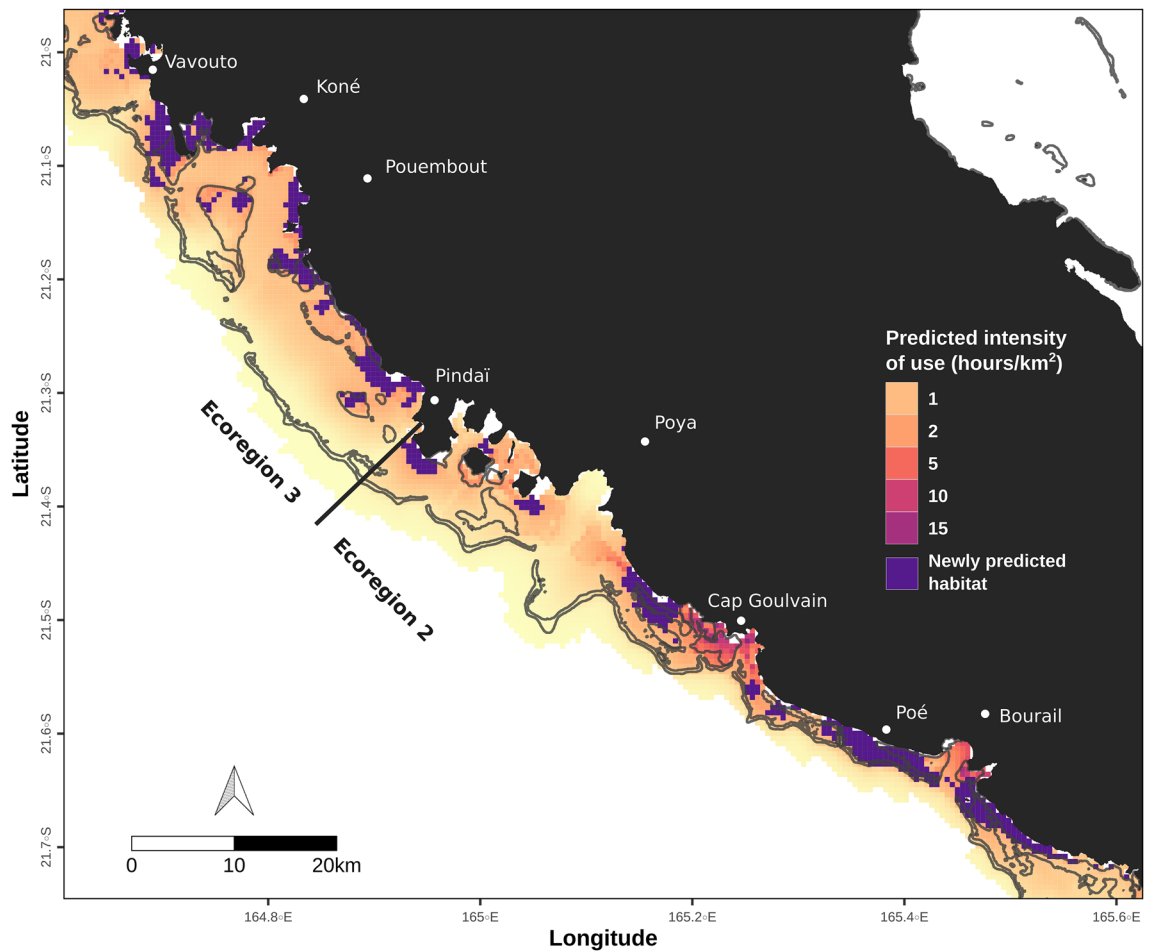 21°S
21.1°S
21.2°S
21.3°S
21.4°S
21.5°S
21.6°S
21.7°S
Latitude
Vavouto
Koné
Pouembout
Pindaï
Poya
Ecoregion 3
Ecoregion 2
Cap Goulvain
Poé
Bourail
Predicted intensity
of use (hours/km²)
1
2
5
10
15
Newly predicted
habitat
0 10 20km
164.8°E 165°E 165.2°E 165.4°E 165.6°E
Longitude